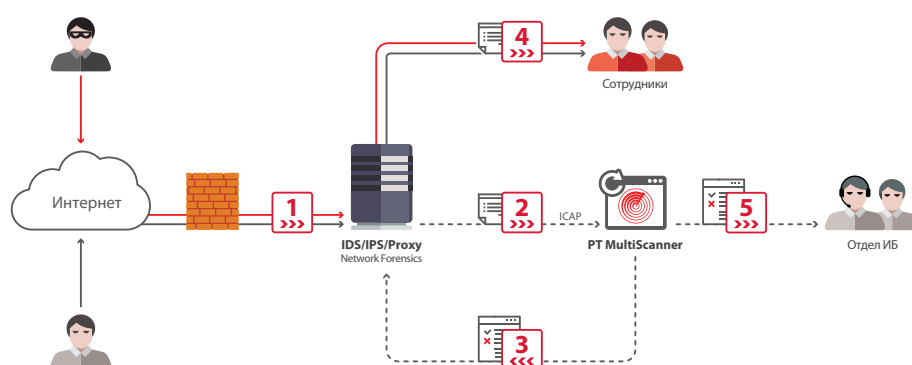 4
>>>
Сотрудники
Интернет
1
>>>
IDS/IPS/Proxy
Network Forensics
2
>>>
ICAP
PT MultiScanner
5
>>>
Отдел ИБ
3
<<<